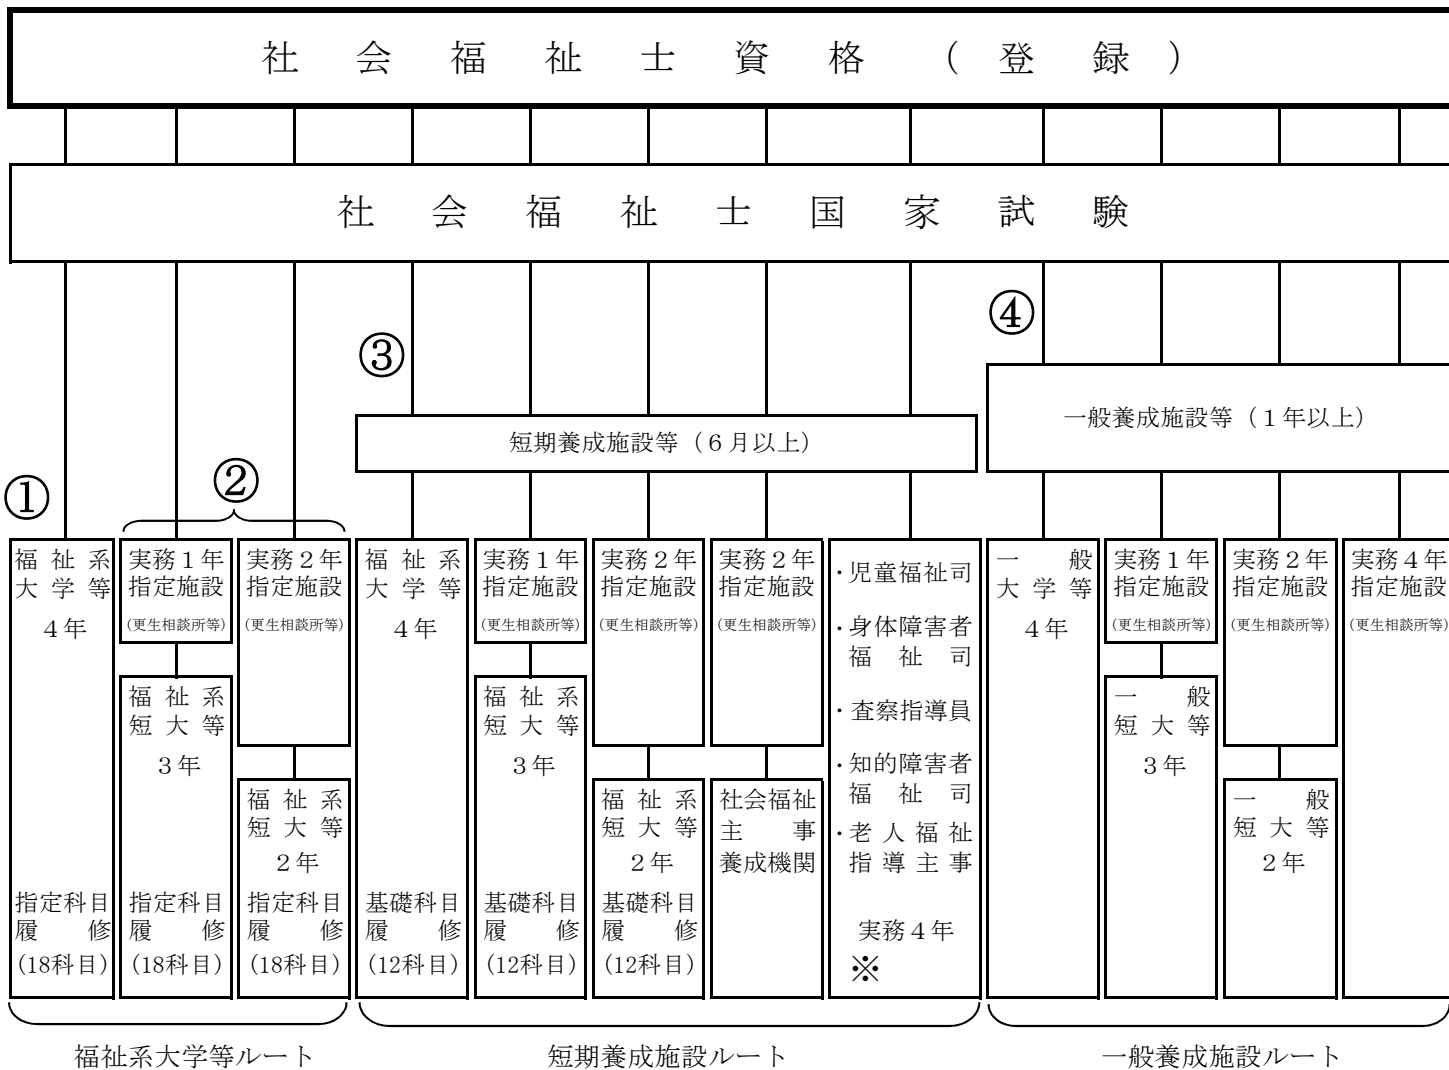 社会福祉士資格（登録）
社会福祉士国家試験
④
③
一般養成施設等（１年以上）
短期養成施設等（６月以上）
②
①
福祉系
大学等
４年
指定科目
履修
(18科目)
実務１年
指定施設
(更生相談所等)
福祉系
短大等
３年
指定科目
履修
(18科目)
実務２年
指定施設
(更生相談所等)
福祉系
短大等
２年
指定科目
履修
(18科目)
福祉系
大学等
４年
基礎科目
履修
(12科目)
実務１年
指定施設
(更生相談所等)
福祉系
短大等
３年
基礎科目
履修
(12科目)
実務２年
指定施設
(更生相談所等)
福祉系
短大等
２年
基礎科目
履修
(12科目)
実務２年
指定施設
(更生相談所等)
社会福祉
主事
養成機関
・児童福祉司
・身体障害者
福祉司
・査察指導員
・知的障害者
福祉司
・老人福祉
指導主事
実務４年
※
一般
大学等
４年
実務１年
指定施設
(更生相談所等)
一般
短大等
３年
実務２年
指定施設
(更生相談所等)
一般
短大等
２年
実務４年
指定施設
(更生相談所等)
福祉系大学等ルート
短期養成施設ルート
一般養成施設ルート